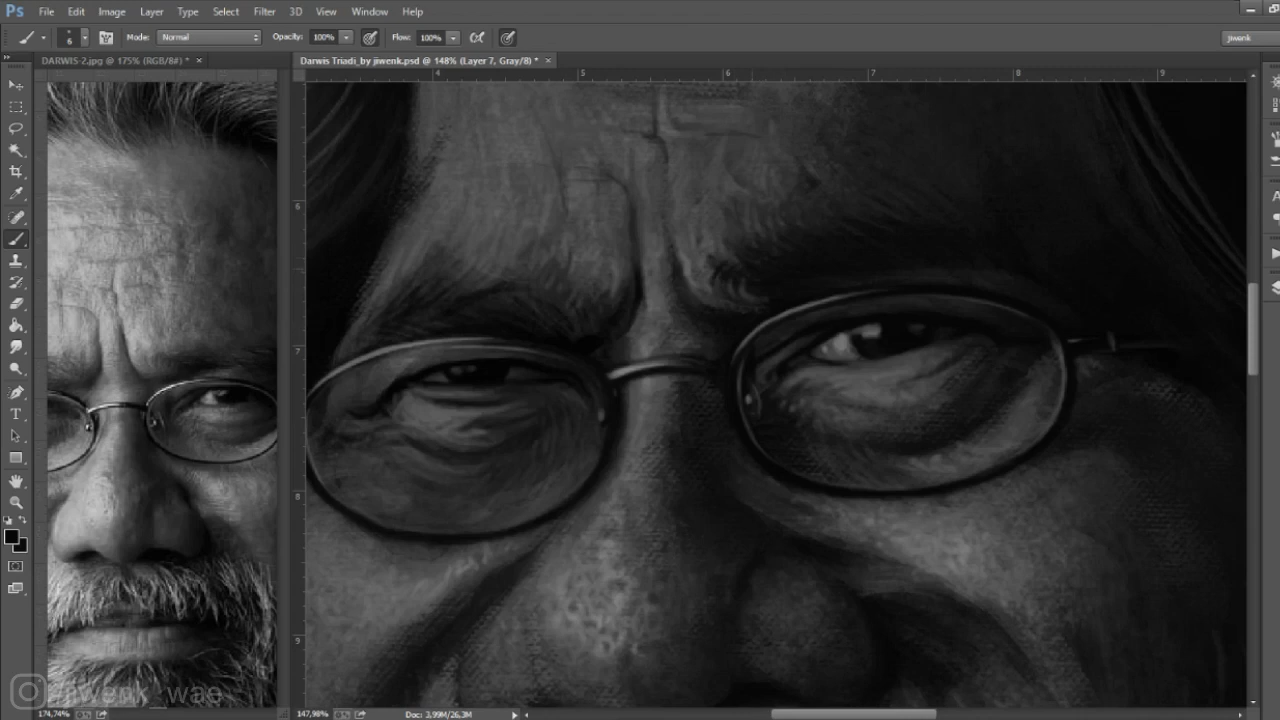 Ps File Edit Image Layer Type Select Filter 3D View Window Help
6 Mode: Normal Opacity: 100% Flow: 100% jiwenk
DARWIS-2.jpg @ 175% (RGB/8#) * × Darwis Triadi_by jiwenk.psd @ 148% (Layer 7, Gray/8) * ×
4 5 6 7 8 9
6
7
8
9
T
A
#jiwenk_wae
174,74% 147,98% Doc: 3,99M/26,3M